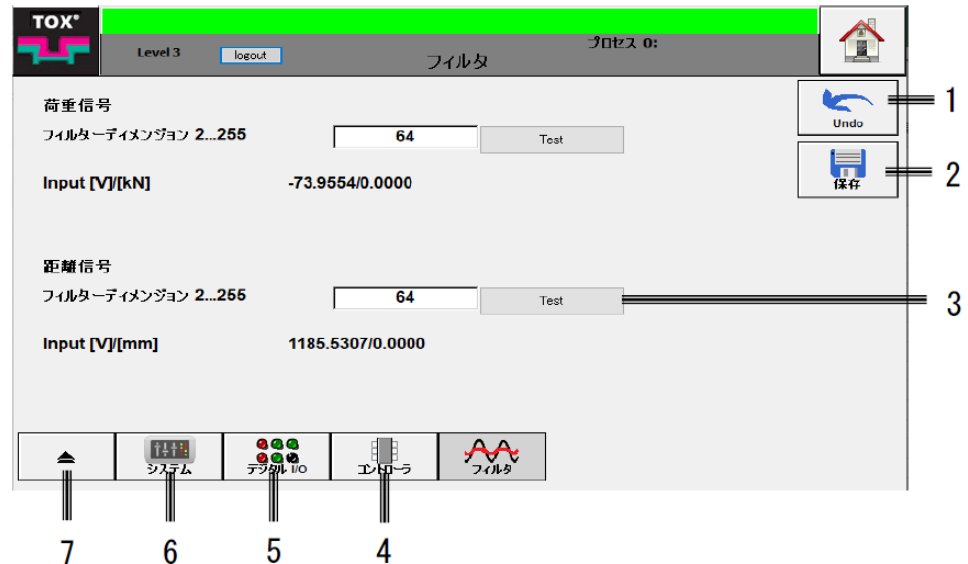 TOX®
Level 3 logout フィルタ プロセス 0:
荷重信号
フィルターディメンジョン 2...255 64 Test
Undo
1
Input [V]/[kN] -73.9554/0.0000
保存
2
距離信号
フィルターディメンジョン 2...255 64 Test
3
Input [V]/[mm] 1185.5307/0.0000
システム デジタル I/O コントローラ フィルタ
7 6 5 4